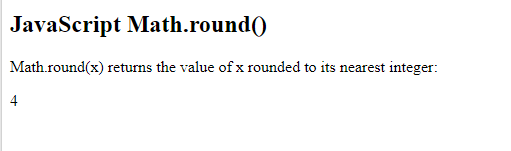 JavaScript Math.round()
Math.round(x) returns the value of x rounded to its nearest integer:
4